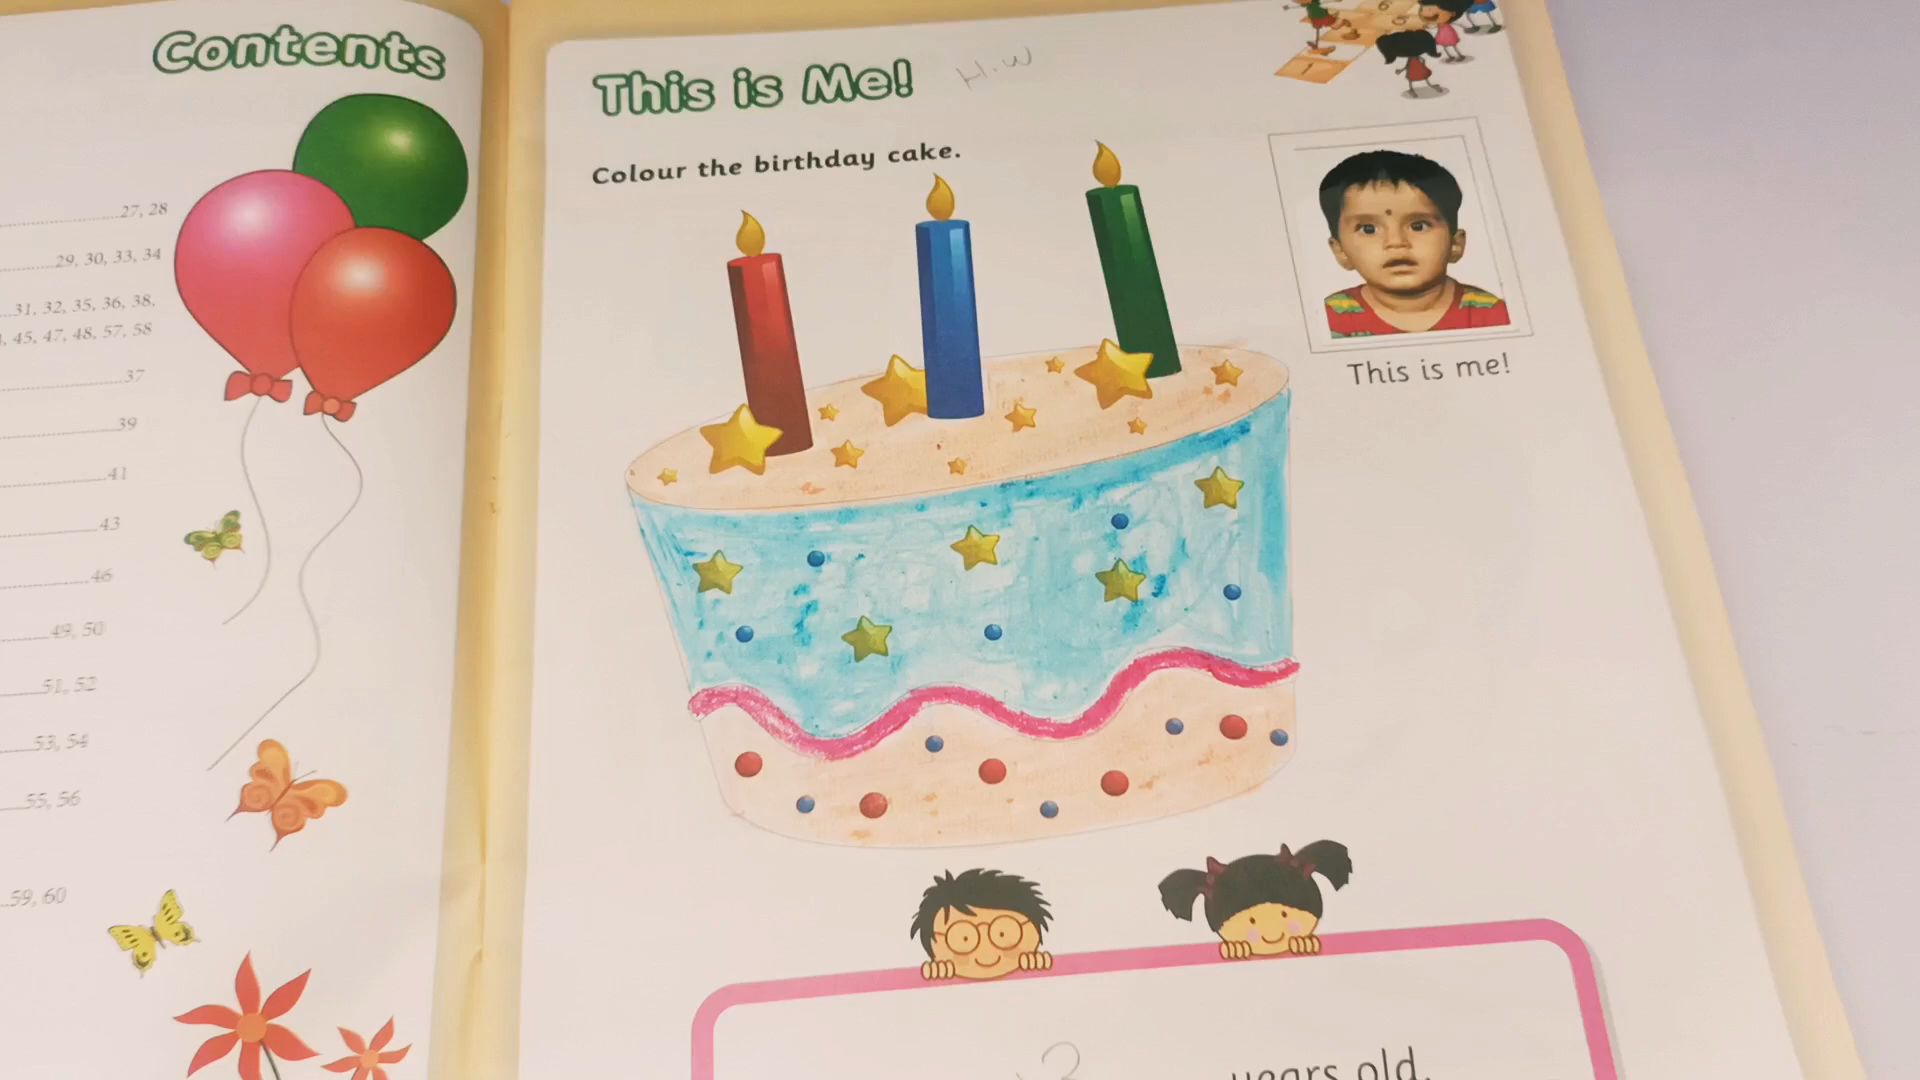 Contents
27, 28
29, 30, 33, 34
31, 32, 35, 36, 38,
45, 47, 48, 57, 58
37
39
41
43
46
49, 50
51, 52
53, 54
55, 56
59, 60
This is Me! H.W
Colour the birthday cake.
This is me!
3 years old.